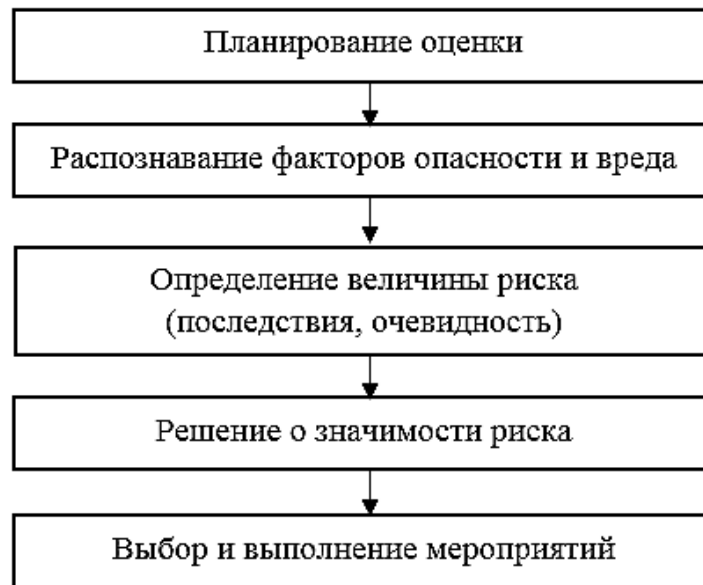 Планирование оценки
Распознавание факторов опасности и вреда
Определение величины риска
(последствия, очевидность)
Решение о значимости риска
Выбор и выполнение мероприятий